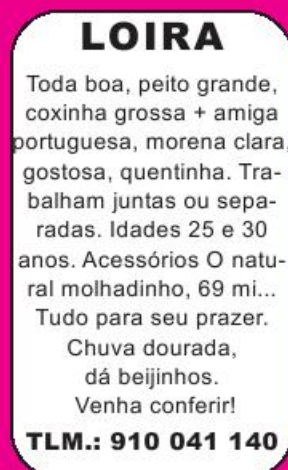 LOIRA
Toda boa, peito grande,
coxinha grossa + amiga
portuguesa, morena clara,
gostosa, quentinha. Tra-
balham juntas ou sepa-
radas. Idades 25 e 30
anos. Acessórios O natu-
ral molhadinho, 69 mi...
Tudo para seu prazer.
Chuva dourada,
dá beijinhos.
Venha conferir!
TLM.: 910 041 140